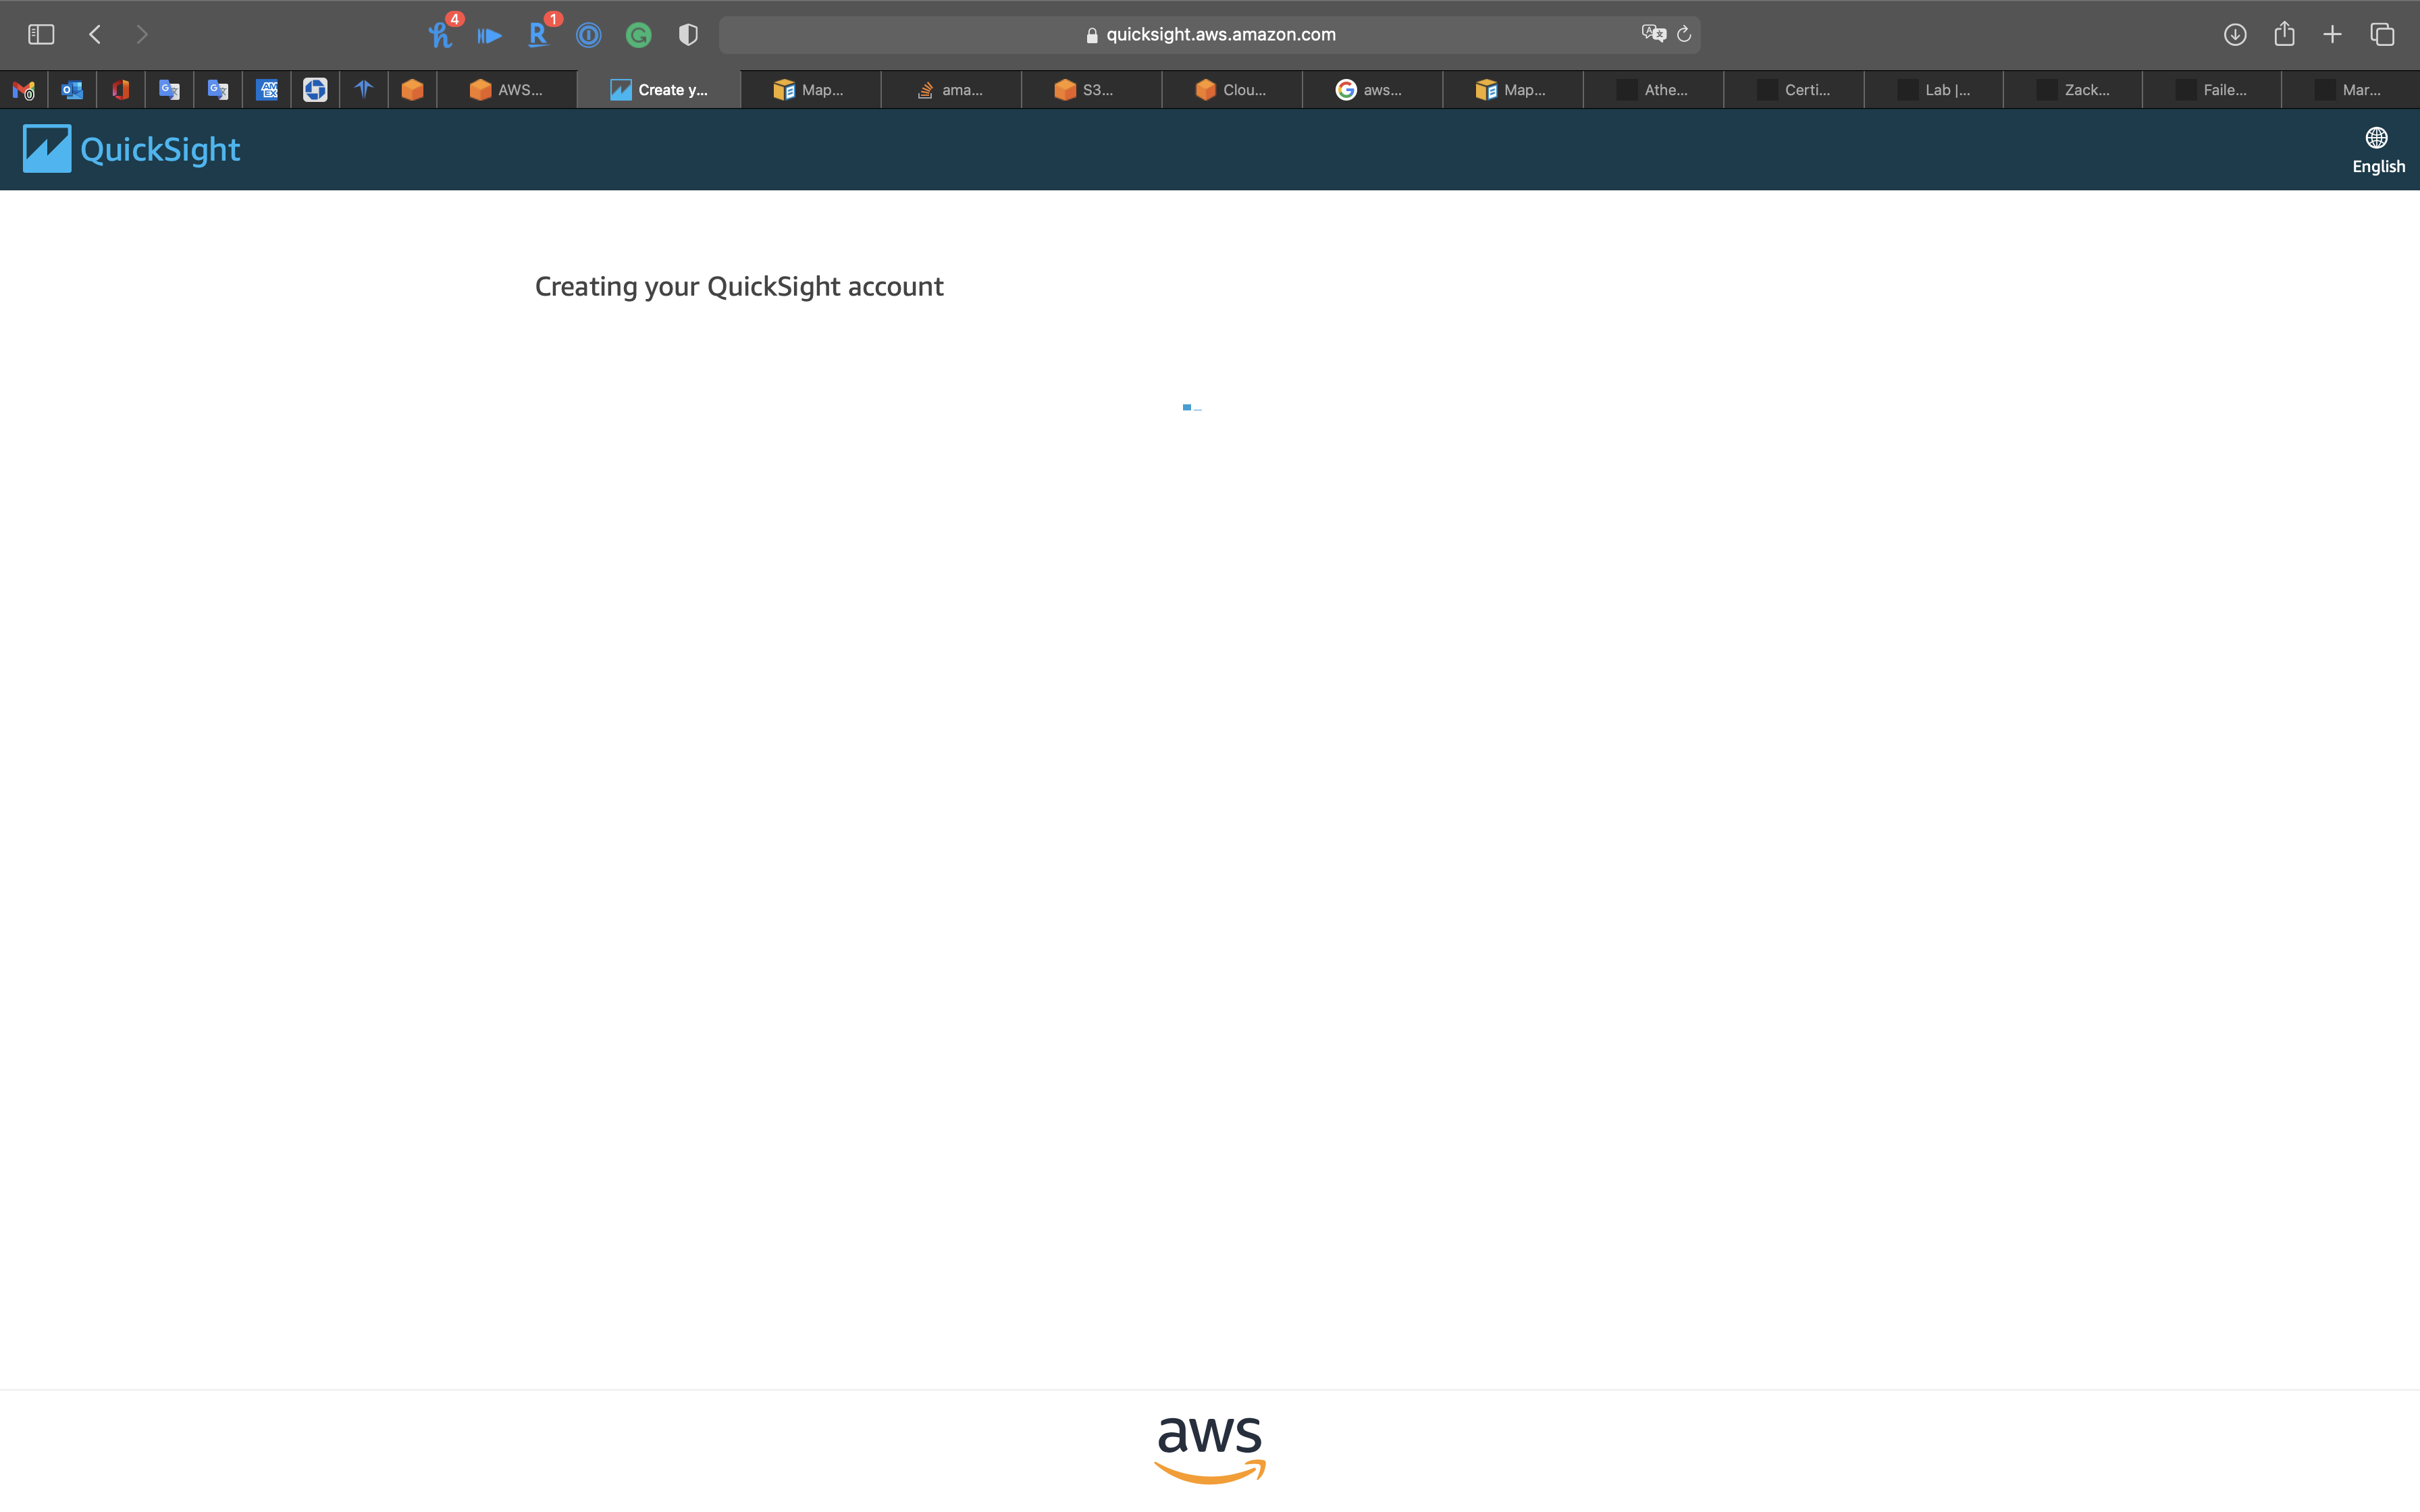 4
1
quicksight.aws.amazon.com
AWS...
Create y...
Map...
ama...
S3...
Clou...
aws...
Map...
Athe...
Certi...
Lab |...
Zack...
Faile...
Mar...
QuickSight
English
Creating your QuickSight account
aws